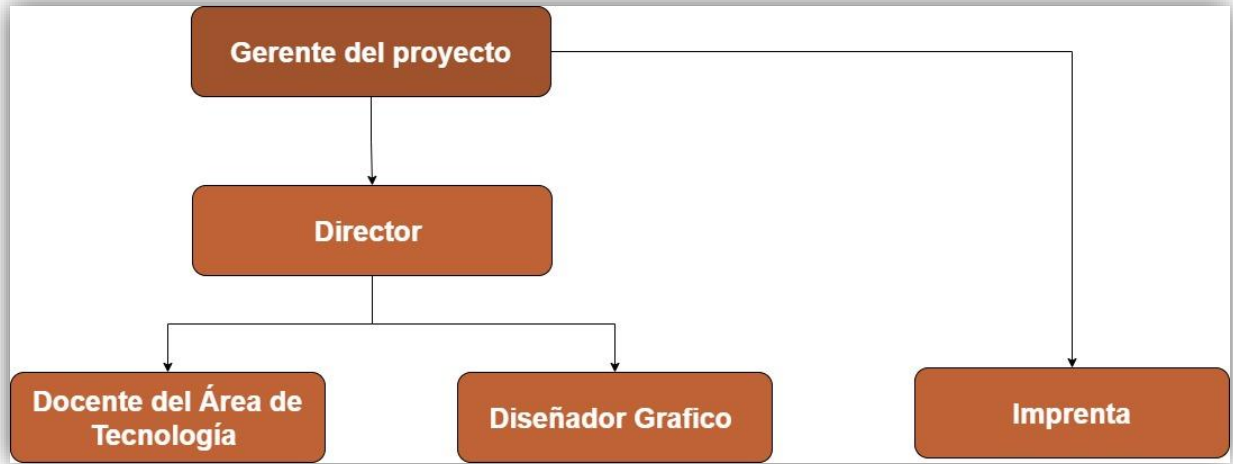 Gerente del proyecto
Director
Docente del Área de
Tecnología
Diseñador Grafico
Imprenta